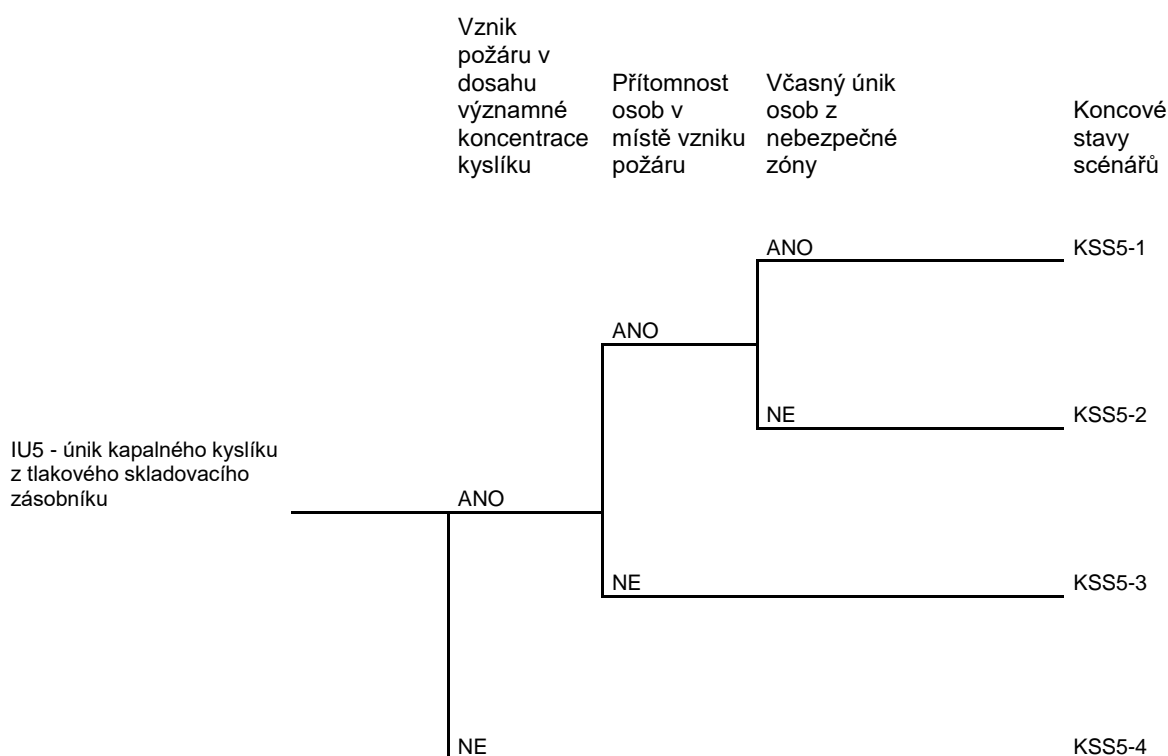 Vznik
požáru v
dosahu
významné
koncentrace
kyslíku
Přítomnost
osob v
místě vzniku
požáru
Včasný únik
osob z
nebezpečné
zóny
Koncové
stavy
scénářů
ANO
KSS5-1
ANO
NE
KSS5-2
IU5 - únik kapalného kyslíku
z tlakového skladovacího
zásobníku
ANO
NE
KSS5-3
NE
KSS5-4